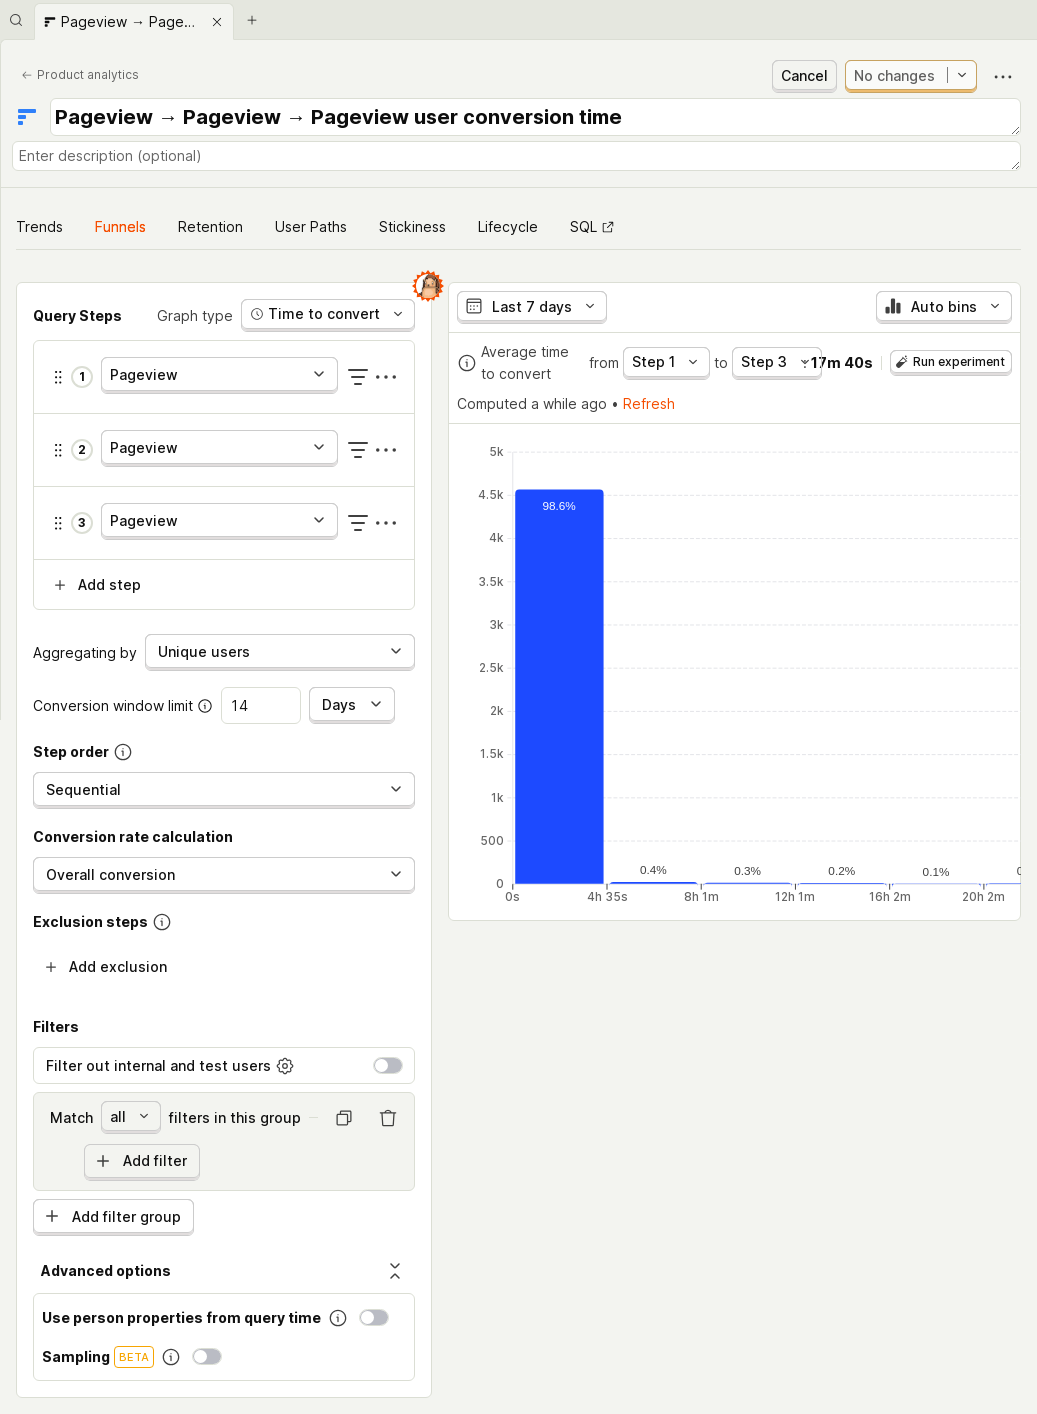 Pageview → Page...
Product analytics
Cancel
No changes
Pageview → Pageview → Pageview user conversion time
Enter description (optional)
Trends
Funnels
Retention
User Paths
Stickiness
Lifecycle
SQL
Query Steps
Graph type
Time to convert
1
Pageview
2
Pageview
3
Pageview
Add step
Aggregating by
Unique users
Conversion window limit
14
Days
Step order
Sequential
Conversion rate calculation
Overall conversion
Exclusion steps
Add exclusion
Filters
Filter out internal and test users
Match
all
filters in this group
Add filter
Add filter group
Advanced options
Use person properties from query time
Sampling
BETA
Last 7 days
Auto bins
Average time
to convert
from
Step 1
to
Step 3
17m 40s
Run experiment
Computed a while ago • Refresh
5k
4.5k
4k
3.5k
3k
2.5k
2k
1.5k
1k
500
0
98.6%
0.4%
0.3%
0.2%
0.1%
0s
4h 35s
8h 1m
12h 1m
16h 2m
20h 2m